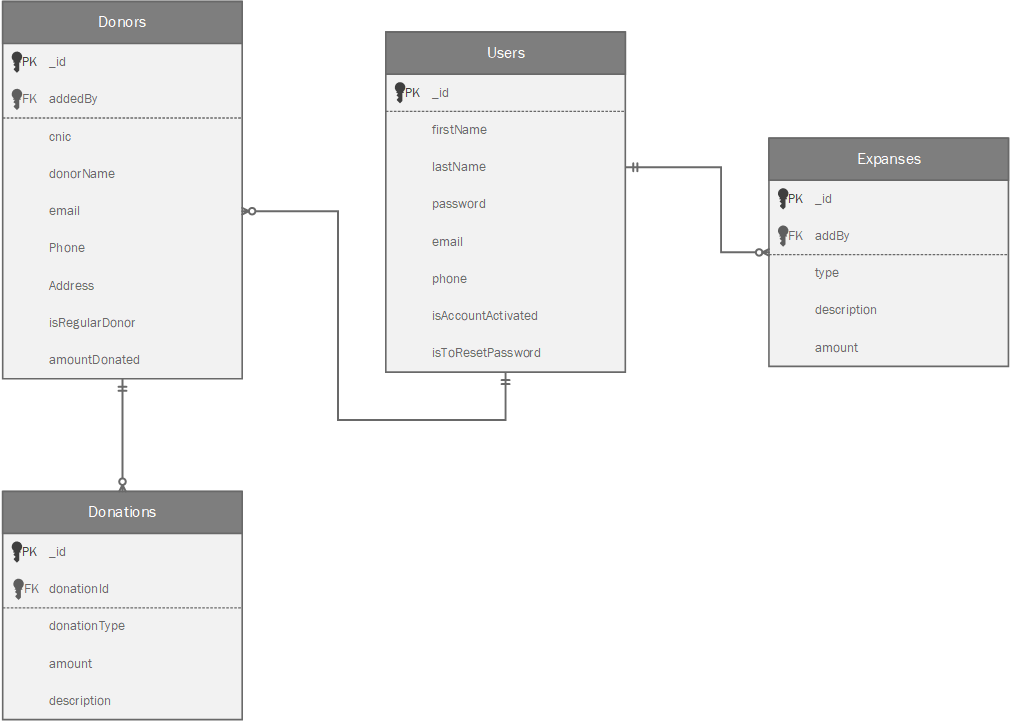 Donors
PK _id
FK addedBy
cnic
donorName
email
Phone
Address
isRegularDonor
amountDonated
Users
PK _id
firstName
lastName
password
email
phone
isAccountActivated
isToResetPassword
Expanses
PK _id
FK addBy
type
description
amount
Donations
PK _id
FK donationId
donationType
amount
description